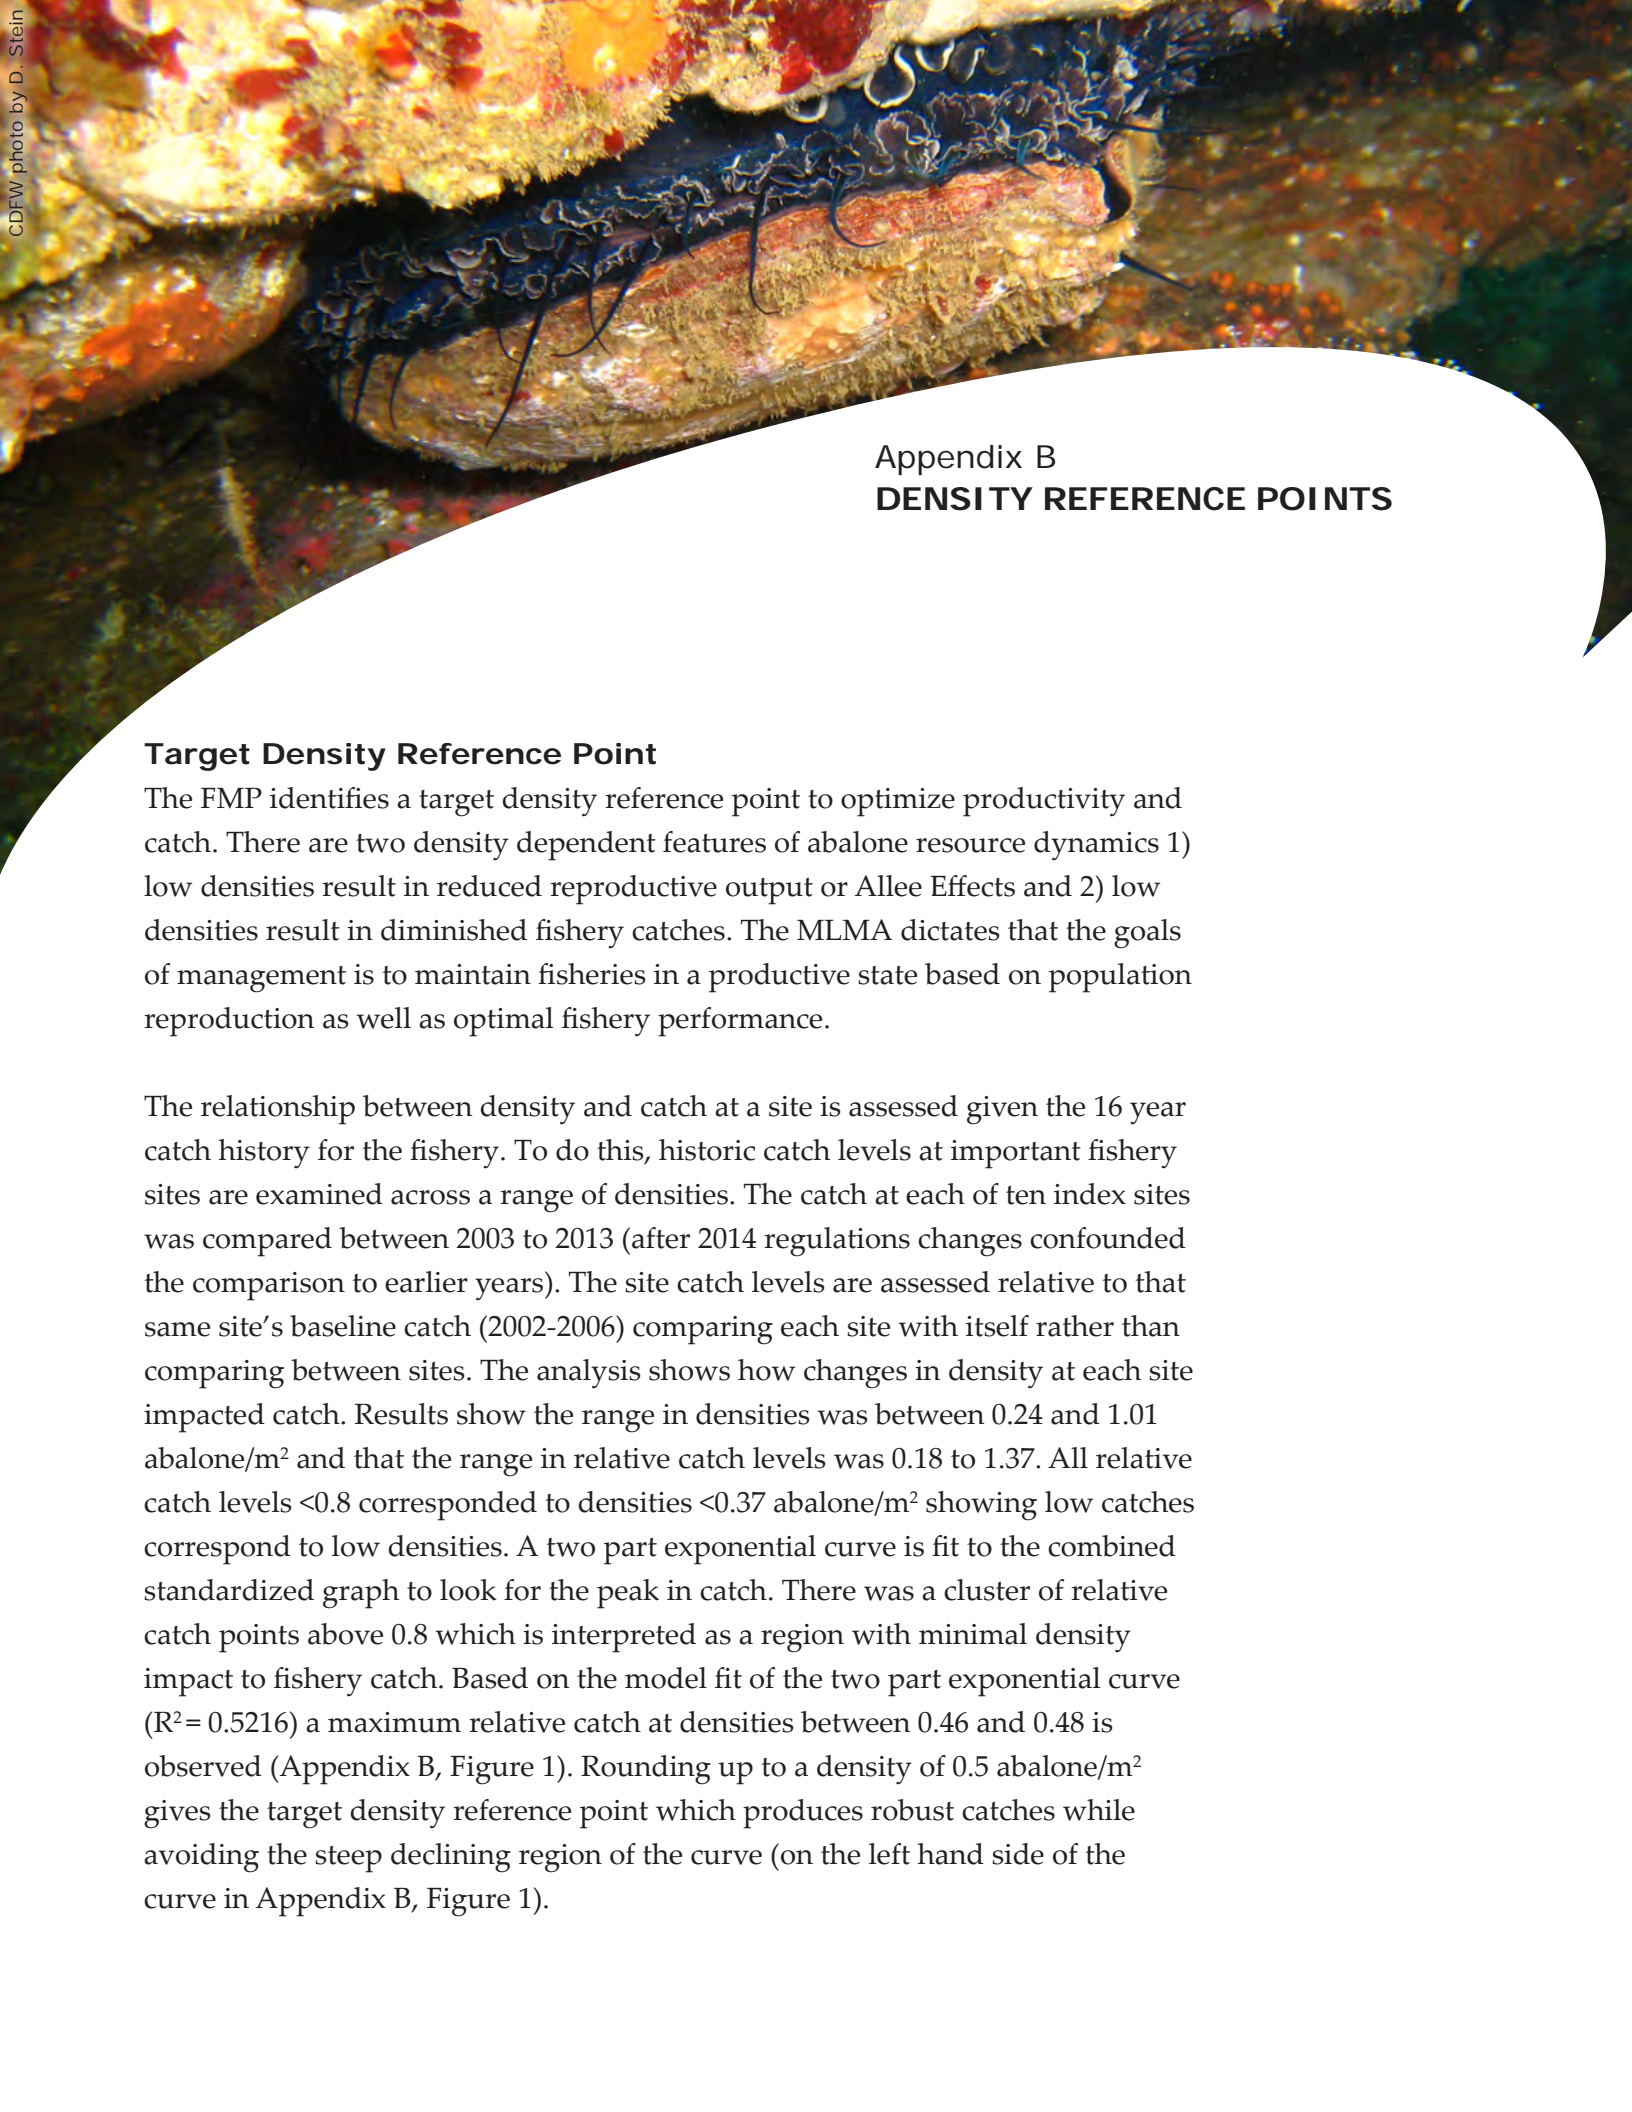 CDFW photo by D. Stein
Appendix B
DENSITY REFERENCE POINTS
Target Density Reference Point
The FMP identifies a target density reference point to optimize productivity and
catch. There are two density dependent features of abalone resource dynamics 1)
low densities result in reduced reproductive output or Allee Effects and 2) low
densities result in diminished fishery catches. The MLMA dictates that the goals
of management is to maintain fisheries in a productive state based on population
reproduction as well as optimal fishery performance.
The relationship between density and catch at a site is assessed given the 16 year
catch history for the fishery. To do this, historic catch levels at important fishery
sites are examined across a range of densities. The catch at each of ten index sites
was compared between 2003 to 2013 (after 2014 regulations changes confounded
the comparison to earlier years). The site catch levels are assessed relative to that
same site's baseline catch (2002-2006) comparing each site with itself rather than
comparing between sites. The analysis shows how changes in density at each site
impacted catch. Results show the range in densities was between 0.24 and 1.01
abalone/m² and that the range in relative catch levels was 0.18 to 1.37. All relative
catch levels <0.8 corresponded to densities <0.37 abalone/m² showing low catches
correspond to low densities. A two part exponential curve is fit to the combined
standardized graph to look for the peak in catch. There was a cluster of relative
catch points above 0.8 which is interpreted as a region with minimal density
impact to fishery catch. Based on the model fit of the two part exponential curve
(R² = 0.5216) a maximum relative catch at densities between 0.46 and 0.48 is
observed (Appendix B, Figure 1). Rounding up to a density of 0.5 abalone/m²
gives the target density reference point which produces robust catches while
avoiding the steep declining region of the curve (on the left hand side of the
curve in Appendix B, Figure 1).